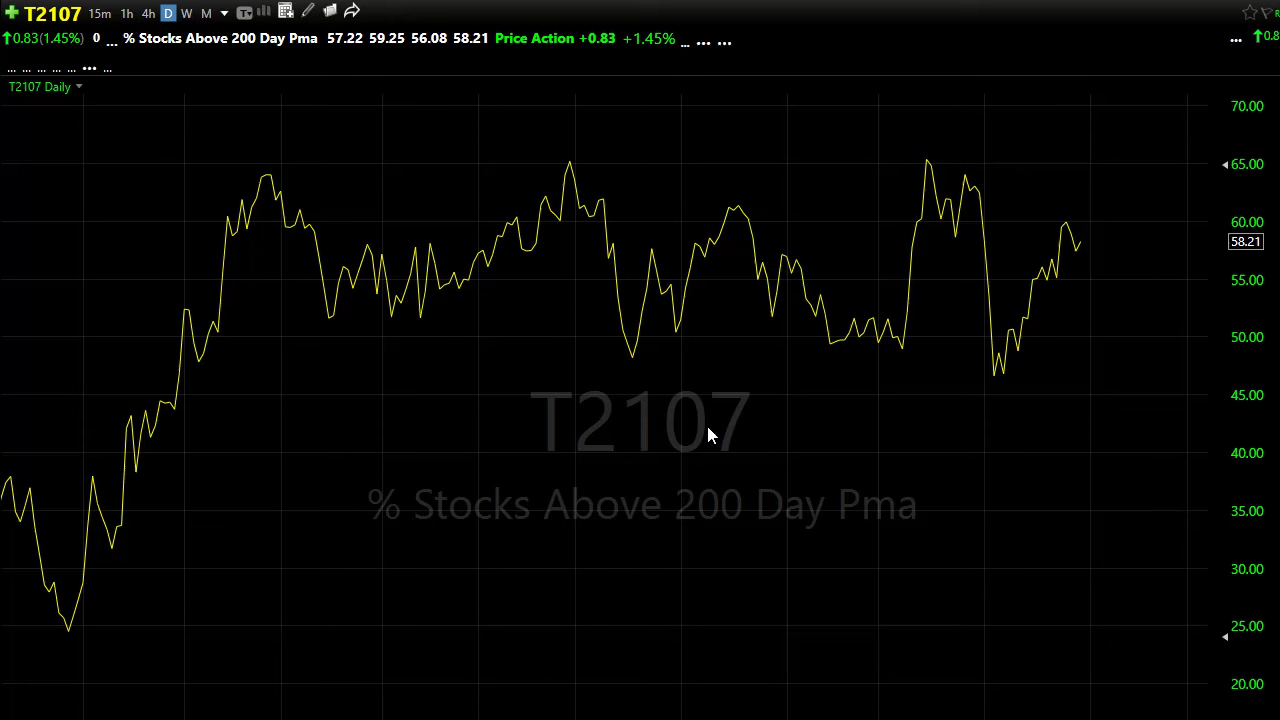 T2107 15m 1h 4h D W M
0.83(1.45%) 0 ... % Stocks Above 200 Day Pma 57.22 59.25 56.08 58.21 Price Action +0.83 +1.45% ... ... ... ... 0.8
... ... ... ... ... ... ...
T2107 Daily
70.00
65.00
60.00
58.21
55.00
50.00
45.00
40.00
35.00
30.00
25.00
20.00
T2107
% Stocks Above 200 Day Pma